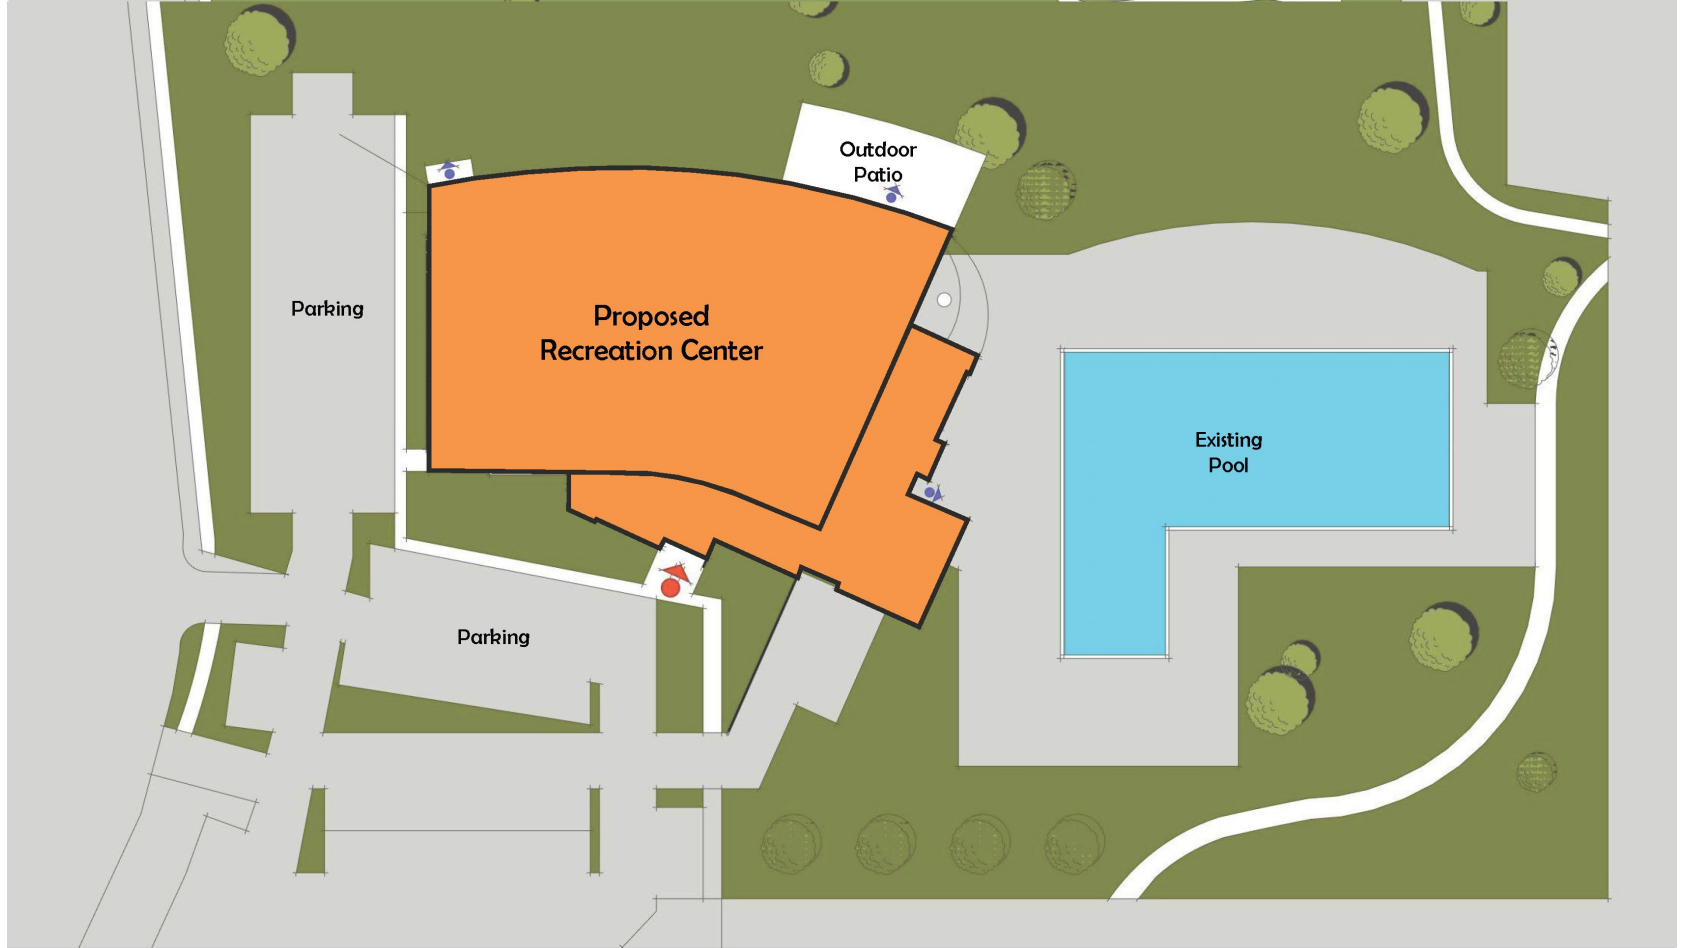 Outdoor
Patio
Parking
Proposed
Recreation Center
Existing
Pool
Parking